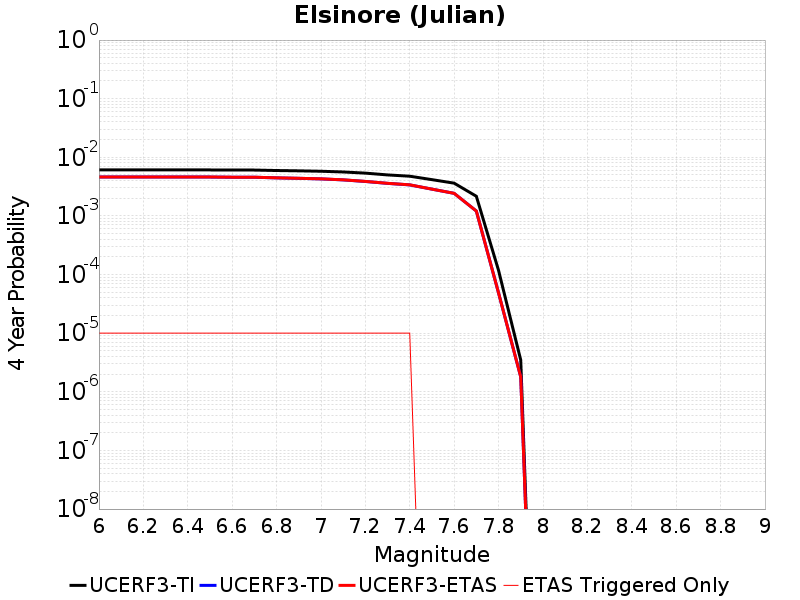 Elsinore (Julian)
10^0
10^-1
10^-2
10^-3
10^-4
10^-5
10^-6
10^-7
10^-8
4 Year Probability
6 6.2 6.4 6.6 6.8 7 7.2 7.4 7.6 7.8 8 8.2 8.4 8.6 8.8 9
Magnitude
UCERF3-TI UCERF3-TD UCERF3-ETAS ETAS Triggered Only